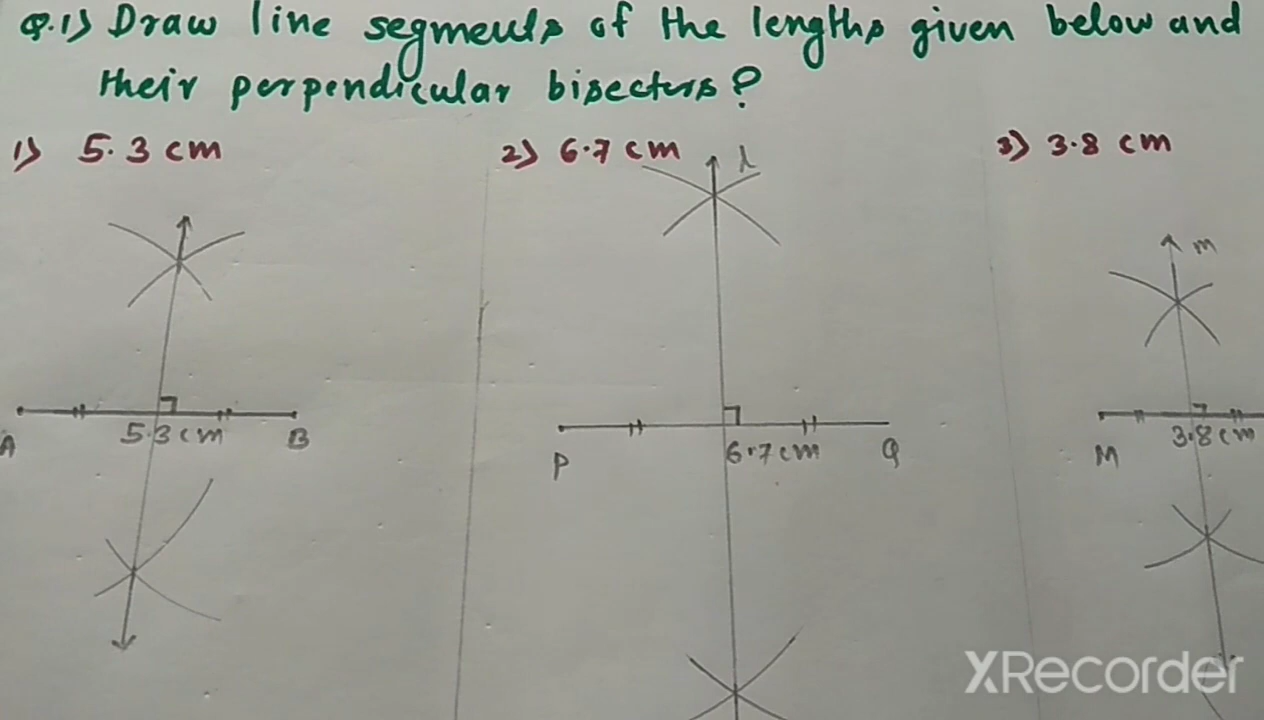 Q.1) Draw line segments of the lengths given below and
their perpendicular bisectors?
1) 5.3 cm
2) 6.7 cm
3) 3.8 cm
l
m
A
5.3 cm
B
P
6.7 cm
Q
M
3.8 cm
XRecorder